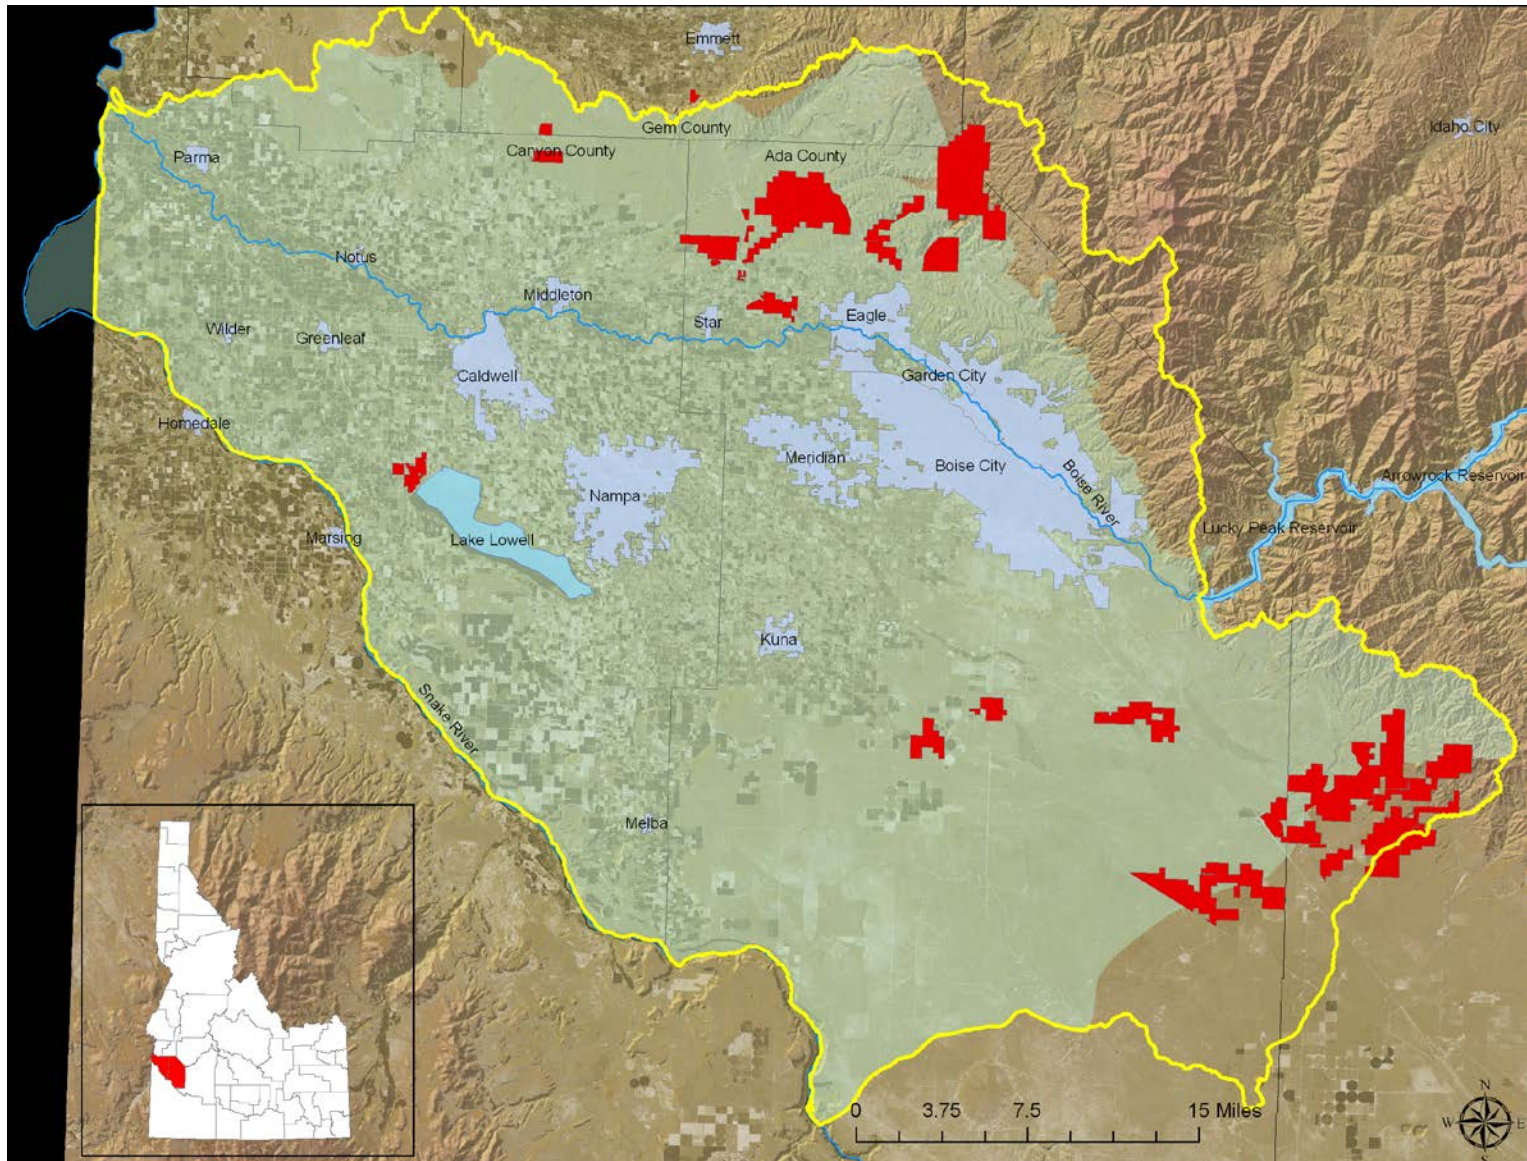 Emmett
Idaho City
Gem County
Canyon County
Ada County
Parma
Notus
Middleton
Star
Eagle
Wilder
Greenleaf
Caldwell
Garden City
Homedale
Meridian
Boise City
Boise River
Arrowrock Reservoir
Nampa
Lucky Peak Reservoir
Marsing
Lake Lowell
Kuna
Snake River
Melba
0 3.75 7.5 15 Miles
N
W E
S